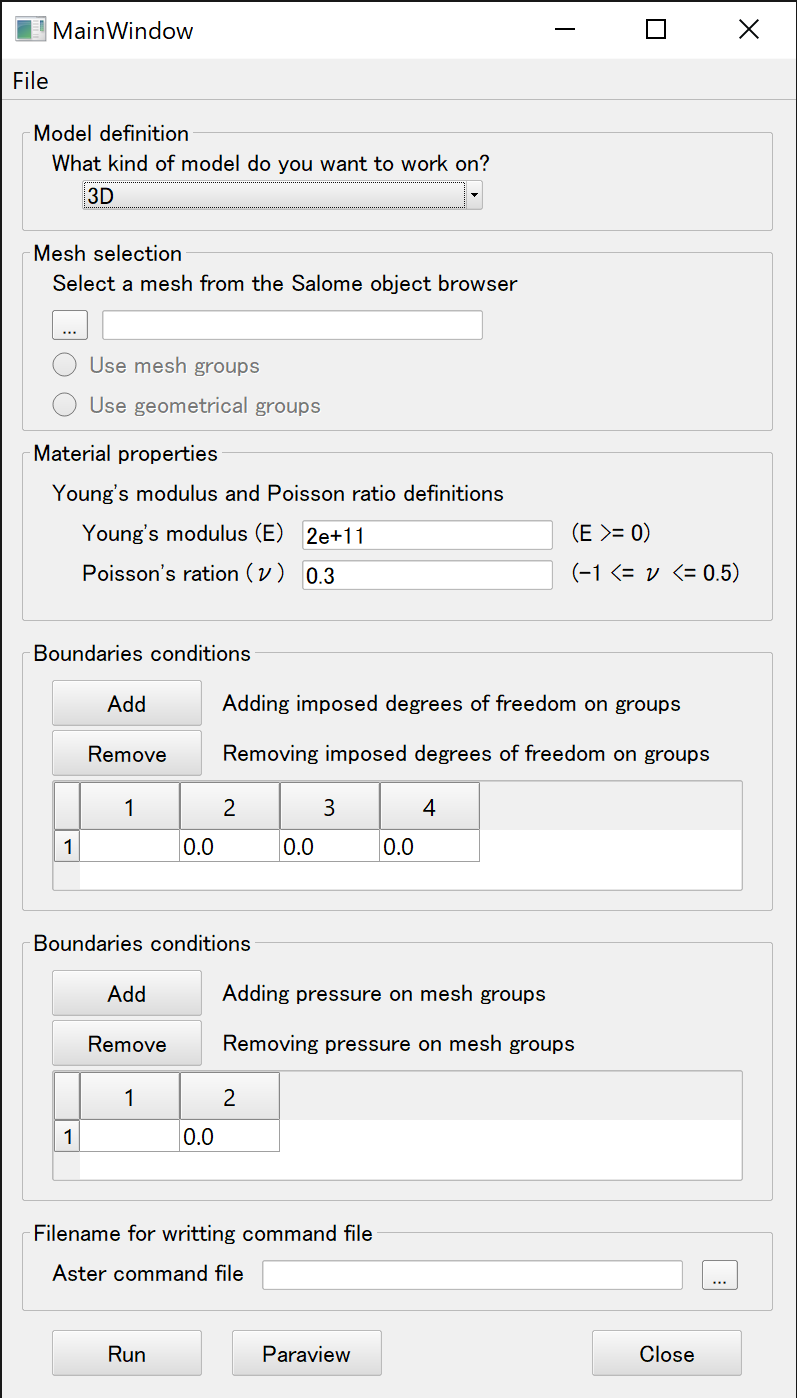 MainWindow
File
Model definition
What kind of model do you want to work on?
3D
Mesh selection
Select a mesh from the Salome object browser
...
Use mesh groups
Use geometrical groups
Material properties
Young's modulus and Poisson ratio definitions
Young's modulus (E) 2e+11 (E >= 0)
Poisson's ration (ν) 0.3 (-1 <= ν <= 0.5)
Boundaries conditions
Add Adding imposed degrees of freedom on groups
Remove Removing imposed degrees of freedom on groups
1 2 3 4
1 0.0 0.0 0.0
Boundaries conditions
Add Adding pressure on mesh groups
Remove Removing pressure on mesh groups
1 2
1 0.0
Filename for writting command file
Aster command file ...
Run Paraview Close